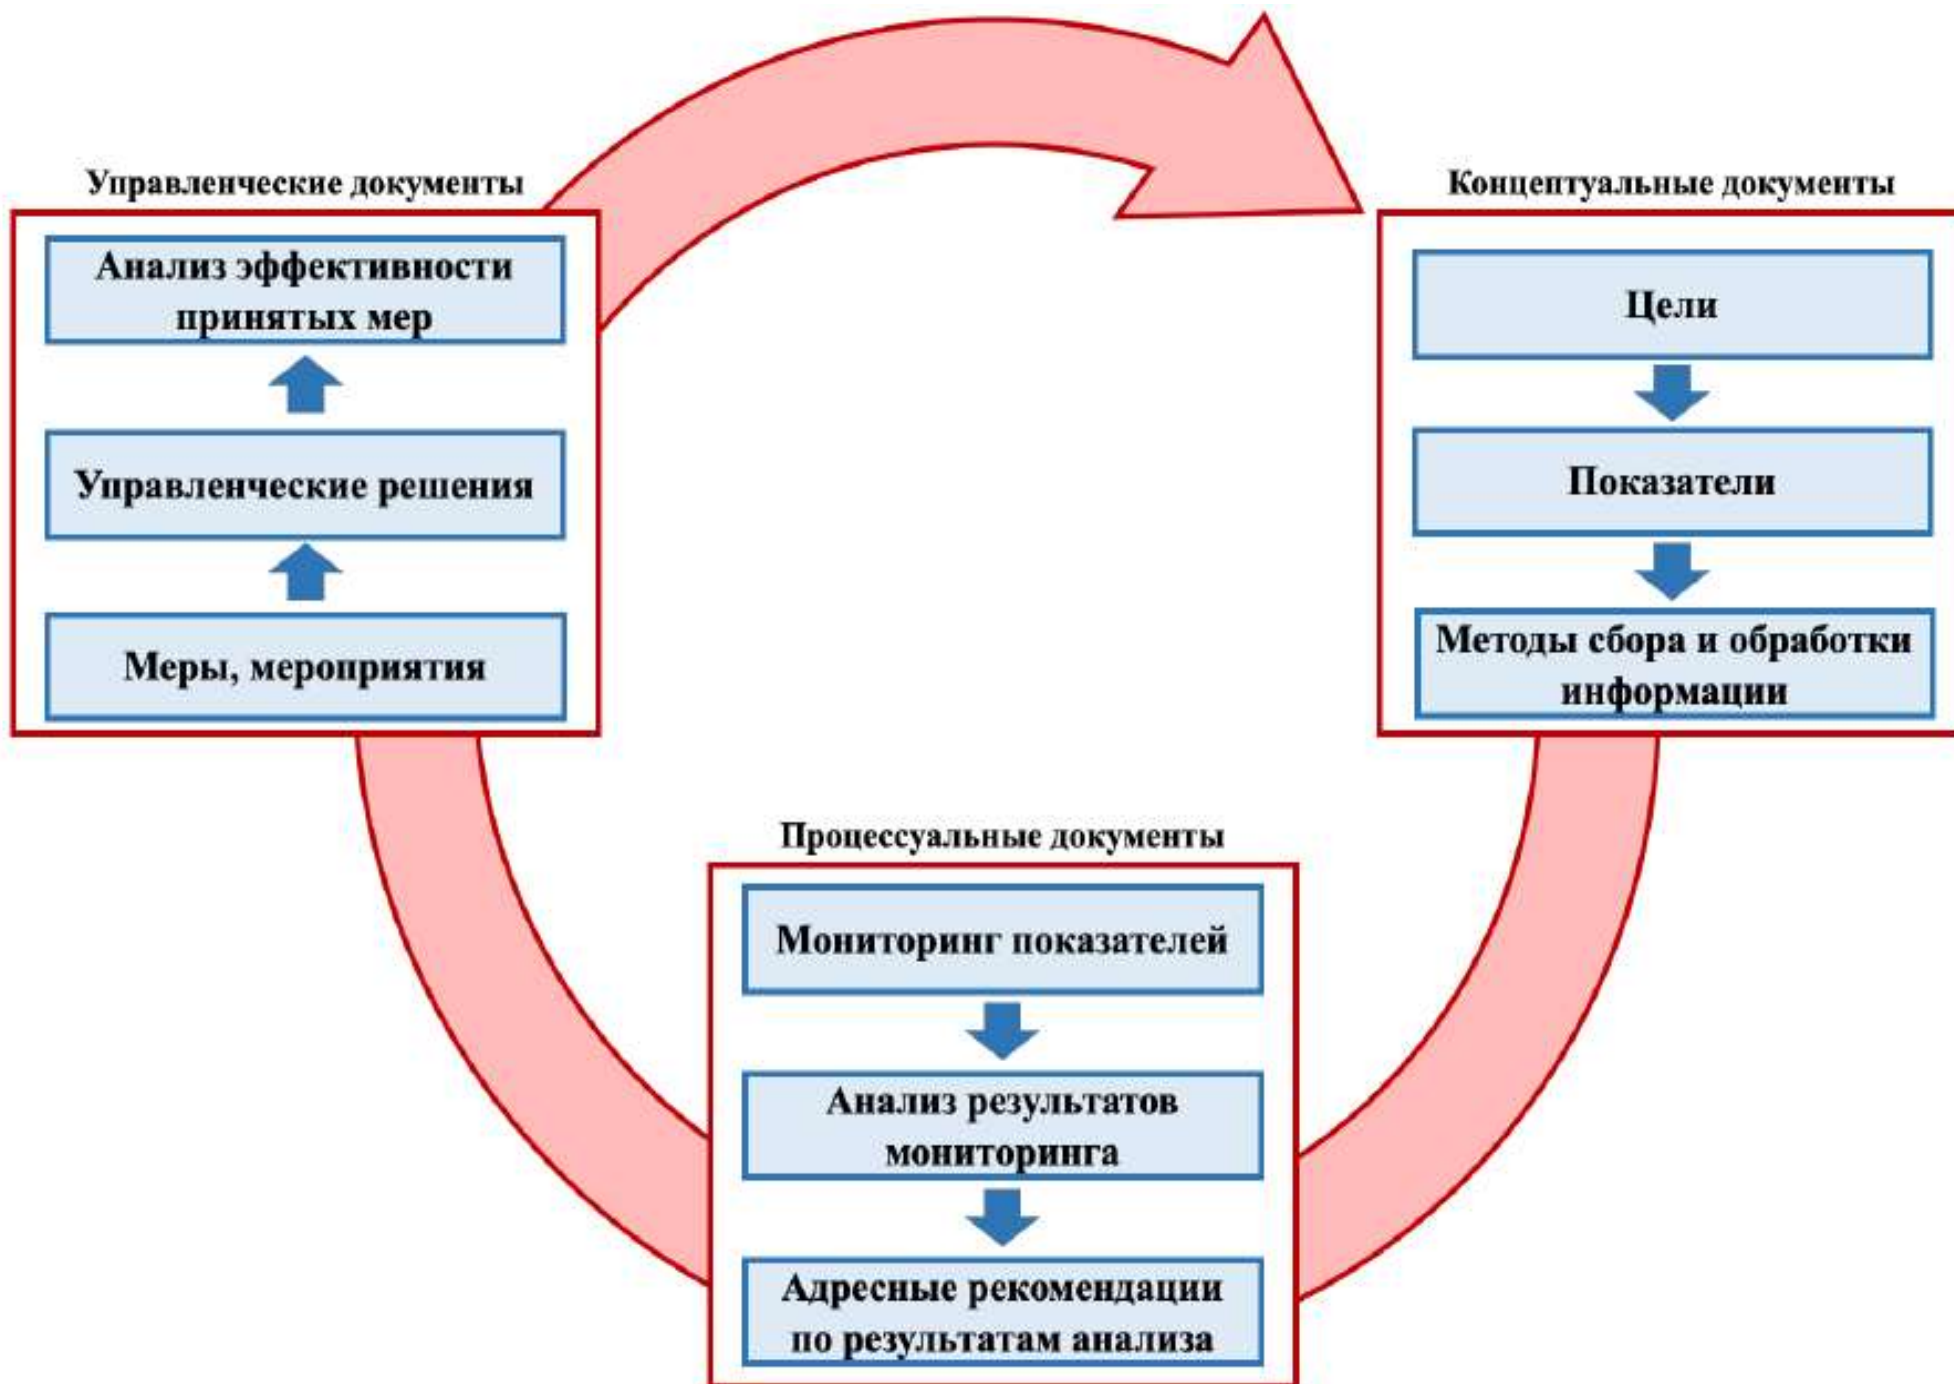 Управленческие документы
Анализ эффективности
принятых мер
Управленческие решения
Меры, мероприятия
Концептуальные документы
Цели
Показатели
Методы сбора и обработки
информации
Процессуальные документы
Мониторинг показателей
Анализ результатов
мониторинга
Адресные рекомендации
по результатам анализа